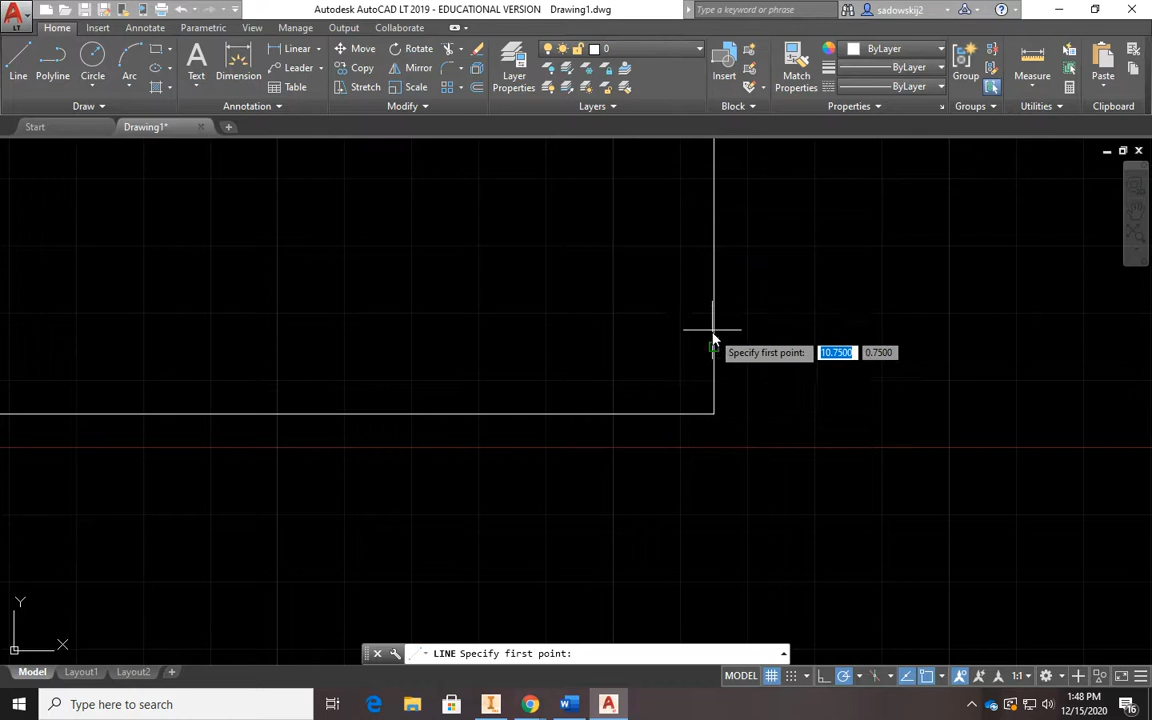 Autodesk AutoCAD LT 2019 - EDUCATIONAL VERSION Drawing1.dwg
Type a keyword or phrase
sadowskij2
LT
Home Insert Annotate Parametric View Manage Output Collaborate
Line Polyline Circle Arc
Text Dimension Linear Leader Table
Move Rotate
Copy Mirror
Stretch Scale
Layer Properties
0
Insert
Match Properties
ByLayer
ByLayer
ByLayer
Group
Measure
Paste
Draw Annotation Modify Layers Block Properties Groups Utilities Clipboard
Start Drawing1*
Specify first point: 10.7500 0.7500
Y
X
LINE Specify first point:
Model Layout1 Layout2
MODEL 1:1
Type here to search
1:48 PM
12/15/2020
16